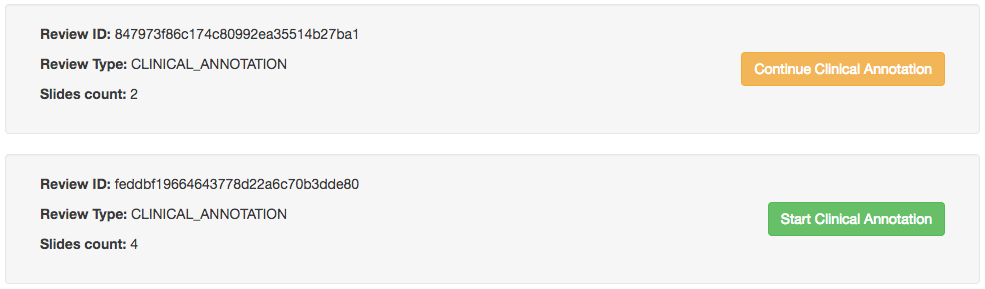 Review ID: 847973f86c174c80992ea35514b27ba1
Review Type: CLINICAL_ANNOTATION
Continue Clinical Annotation
Slides count: 2
Review ID: feddbf19664643778d22a6c70b3dde80
Review Type: CLINICAL_ANNOTATION
Start Clinical Annotation
Slides count: 4